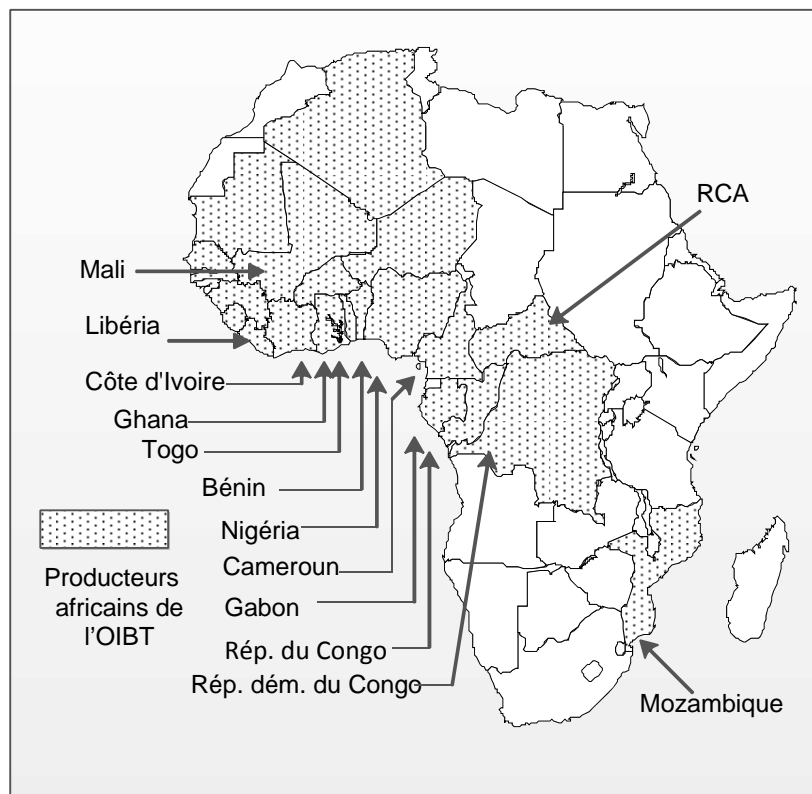 RCA
Mali
Libéria
Côte d'Ivoire
Ghana
Togo
Bénin
Nigéria
Cameroun
Gabon
Rép. du Congo
Rép. dém. du Congo
Mozambique
Producteurs
africains de
l'OIBT